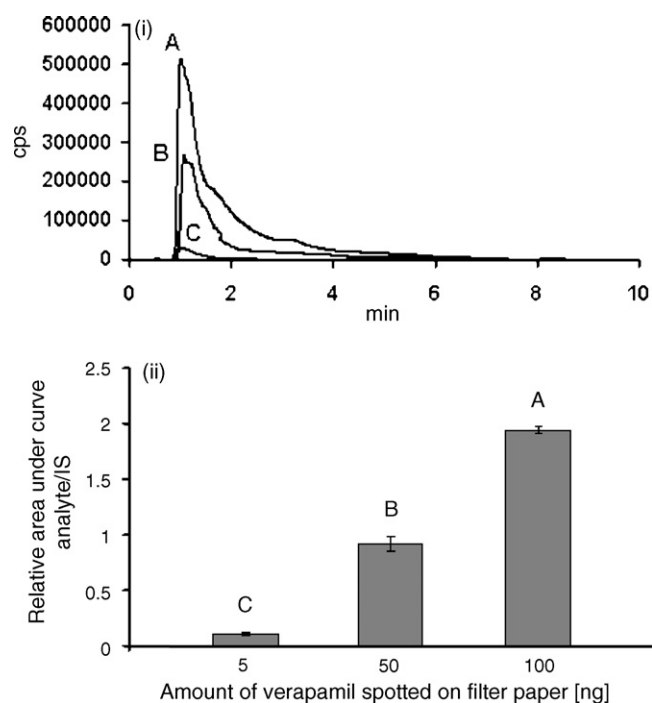 (i)
600000
500000
400000
300000
200000
100000
0
cps
A
B
C
0 2 4 6 8 10
min
(ii)
2.5
2
1.5
1
0.5
0
Relative area under curve
analyte/IS
C
B
A
5 50 100
Amount of verapamil spotted on filter paper [ng]